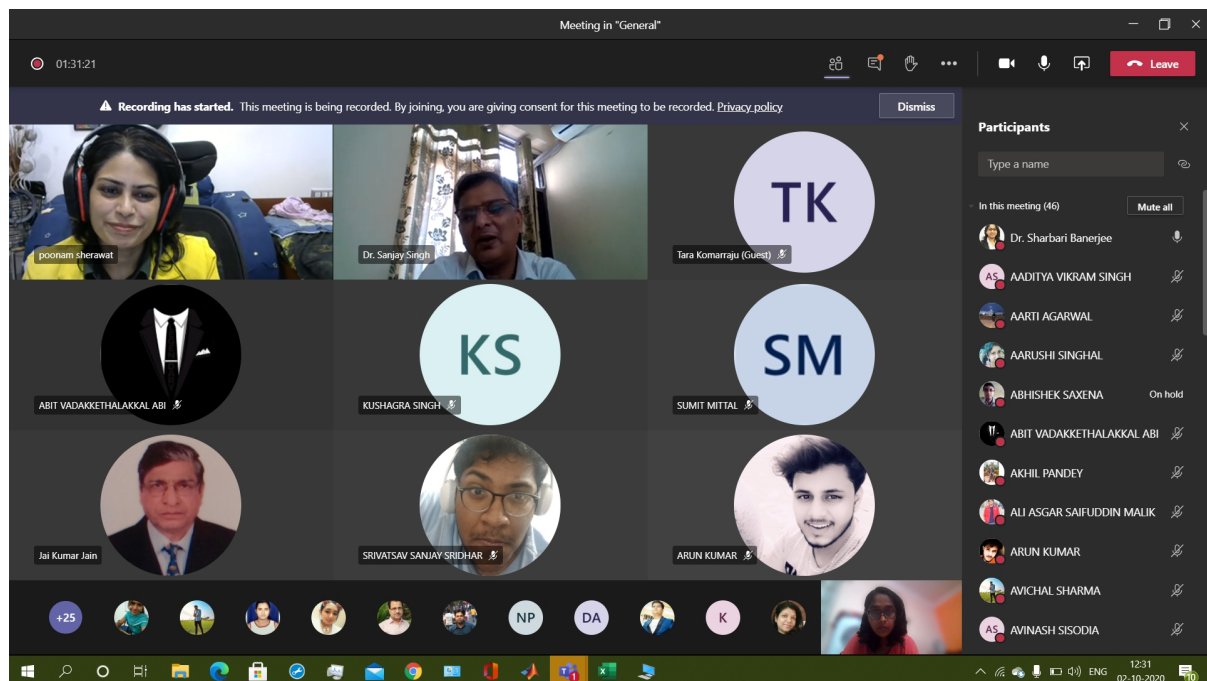 Meeting in "General"
01:31:21
Leave
Recording has started. This meeting is being recorded. By joining, you are giving consent for this meeting to be recorded. Privacy policy
Dismiss
poonam sherawat
Dr. Sanjay Singh
TK
Tara Komarraju (Guest)
ABIT VADAKKETHALAKKAL ABI
KS
KUSHAGRA SINGH
SM
SUMIT MITTAL
Jai Kumar Jain
SRIVATSAV SANJAY SRIDHAR
ARUN KUMAR
+25
NP
DA
K
Participants
Type a name
In this meeting (46)
Mute all
Dr. Sharbari Banerjee
AS
AADITYA VIKRAM SINGH
AARTI AGARWAL
AARUSHI SINGHAL
ABHISHEK SAXENA
On hold
ABIT VADAKKETHALAKKAL ABI
AKHIL PANDEY
ALI ASGAR SAIFUDDIN MALIK
ARUN KUMAR
AVICHAL SHARMA
AS
AVINASH SISODIA
ENG
12:31
02-10-2020
10